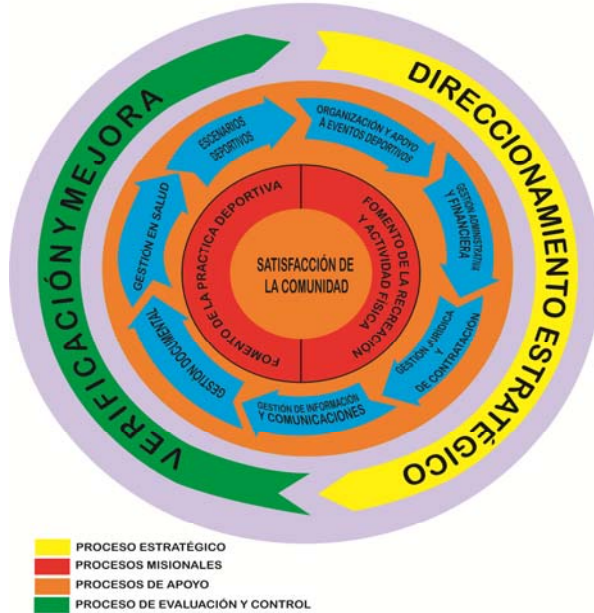 DIRECCIONAMIENTO ESTRATÉGICO
VERIFICACIÓN Y MEJORA
ESCENÁRIOS
DEPORTIVOS
ORGANIZACIÓN Y APOYO
A EVENTOS DEPORTIVOS
GESTIÓN ADMINISTRATIVA
Y FINANCIERA
GESTIÓN JURÍDICA
Y
DE CONTRATACIÓN
GESTIÓN DE INFORMACIÓN
Y COMUNICACIONES
GESTIÓN DOCUMENTAL
GESTIÓN EN SALUD
FOMENTO DE LA PRACTICA DEPORTIVA
FOMENTO DE LA RECREACIÓN
Y ACTIVIDAD FÍSICA
SATISFACCIÓN DE
LA COMUNIDAD
PROCESO ESTRATÉGICO
PROCESOS MISIONALES
PROCESOS DE APOYO
PROCESO DE EVALUACIÓN Y CONTROL